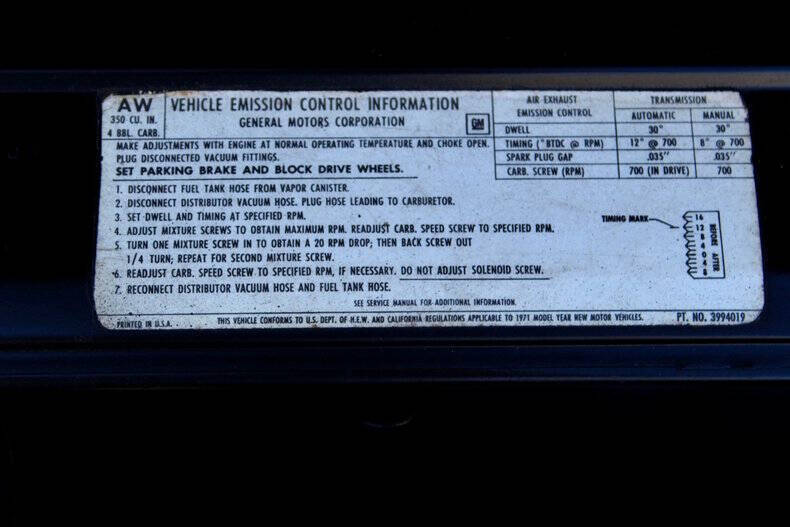 AW
350 CU. IN.
4 BBL. CARB.
VEHICLE EMISSION CONTROL INFORMATION
GENERAL MOTORS CORPORATION
GM
MAKE ADJUSTMENTS WITH ENGINE AT NORMAL OPERATING TEMPERATURE AND CHOKE OPEN.
PLUG DISCONNECTED VACUUM FITTINGS.
SET PARKING BRAKE AND BLOCK DRIVE WHEELS.
AIR EXHAUST EMISSION CONTROL TRANSMISSION
AUTOMATIC MANUAL
DWELL 30° 30°
TIMING (°BTDC @ RPM) 12° @ 700 8° @ 700
SPARK PLUG GAP .035" .035"
CARB. SCREW (RPM) 700 (IN DRIVE) 700
1. DISCONNECT FUEL TANK HOSE FROM VAPOR CANISTER.
2. DISCONNECT DISTRIBUTOR VACUUM HOSE. PLUG HOSE LEADING TO CARBURETOR.
3. SET DWELL AND TIMING AT SPECIFIED RPM.
4. ADJUST MIXTURE SCREWS TO OBTAIN MAXIMUM RPM. READJUST CARB. SPEED SCREW TO SPECIFIED RPM.
5. TURN ONE MIXTURE SCREW IN TO OBTAIN A 20 RPM DROP; THEN BACK SCREW OUT
1/4 TURN; REPEAT FOR SECOND MIXTURE SCREW.
6. READJUST CARB. SPEED SCREW TO SPECIFIED RPM, IF NECESSARY. DO NOT ADJUST SOLENOID SCREW.
7. RECONNECT DISTRIBUTOR VACUUM HOSE AND FUEL TANK HOSE.
TIMING MARK
16
12
8
4
0
4
8
BEFORE
AFTER
SEE SERVICE MANUAL FOR ADDITIONAL INFORMATION.
PRINTED IN U.S.A. THIS VEHICLE CONFORMS TO U.S. DEPT. OF H.E.W. AND CALIFORNIA REGULATIONS APPLICABLE TO 1971 MODEL YEAR NEW MOTOR VEHICLES. PT. NO. 3994019